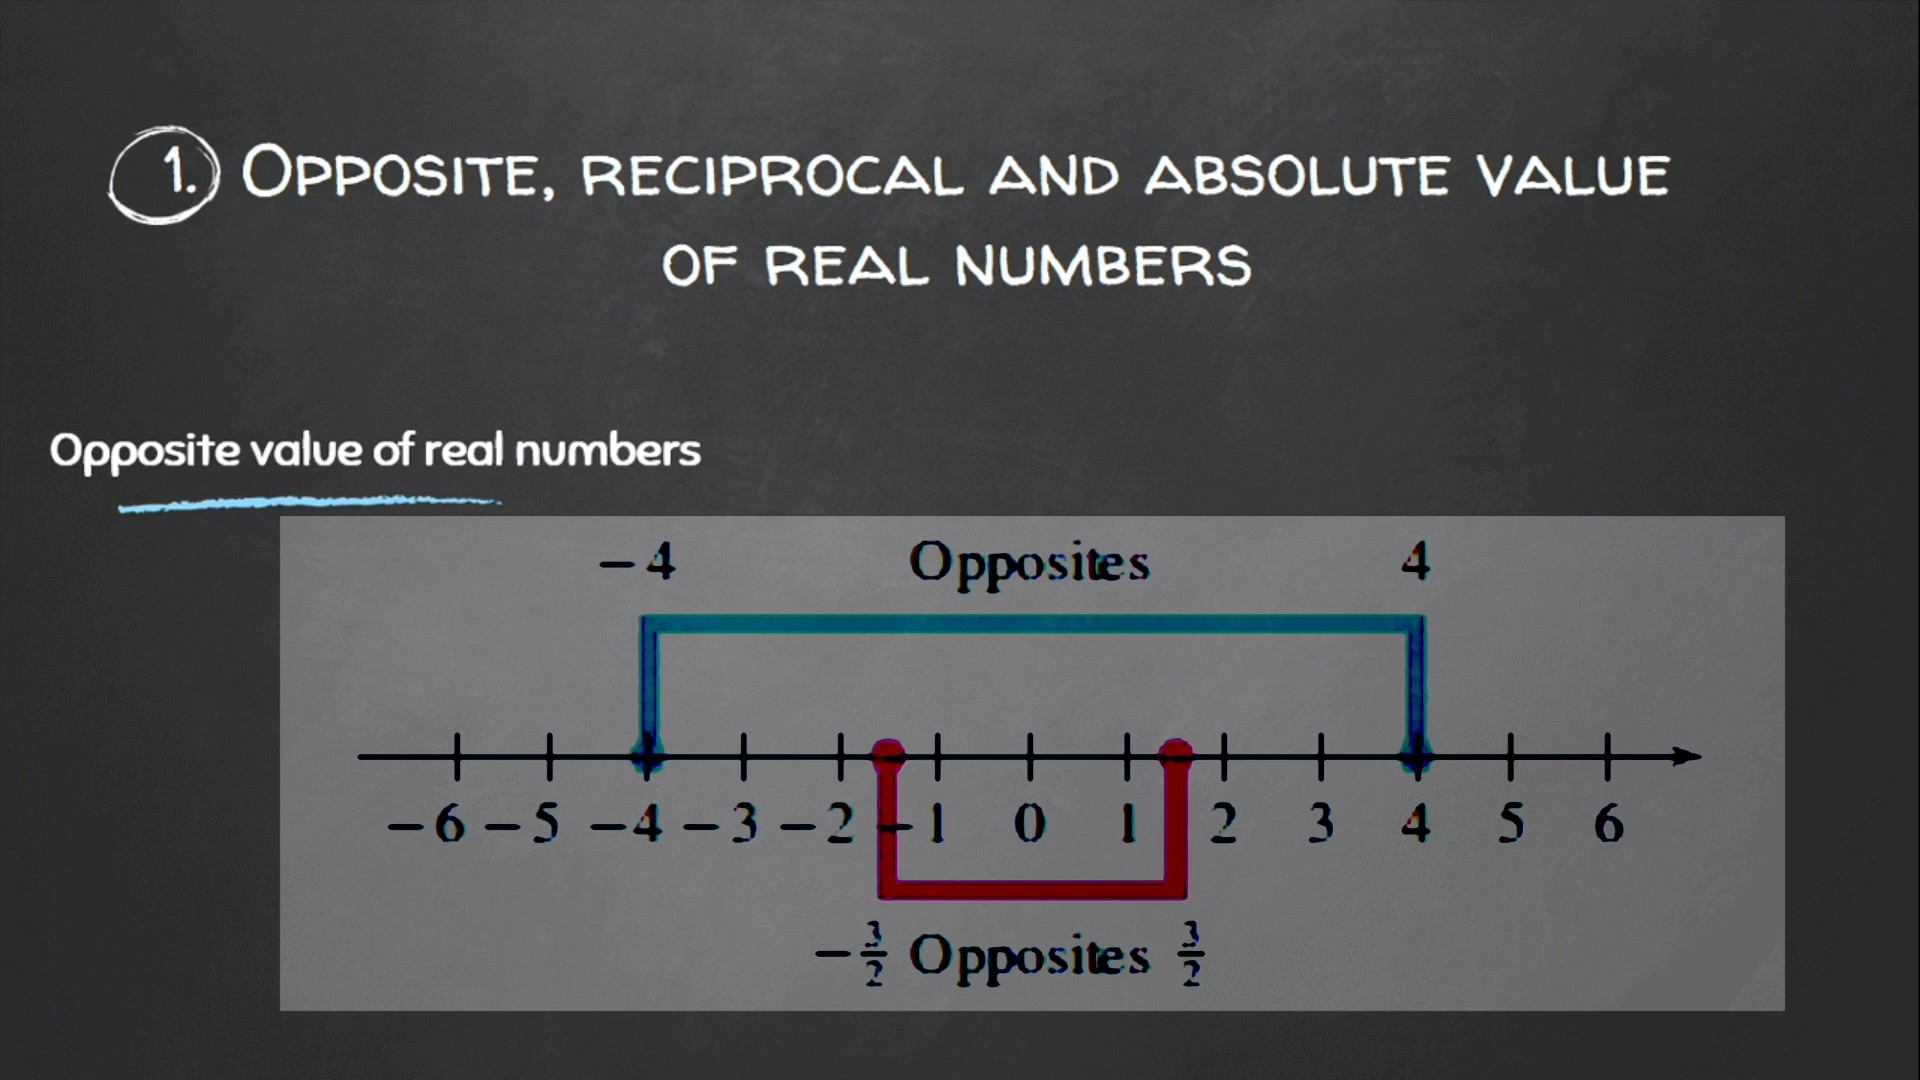 1. OPPOSITE, RECIPROCAL AND ABSOLUTE VALUE
OF REAL NUMBERS
Opposite value of real numbers
−4 Opposites 4
−6 −5 −4 −3 −2 −1 0 1 2 3 4 5 6
−3/2 Opposites 3/2